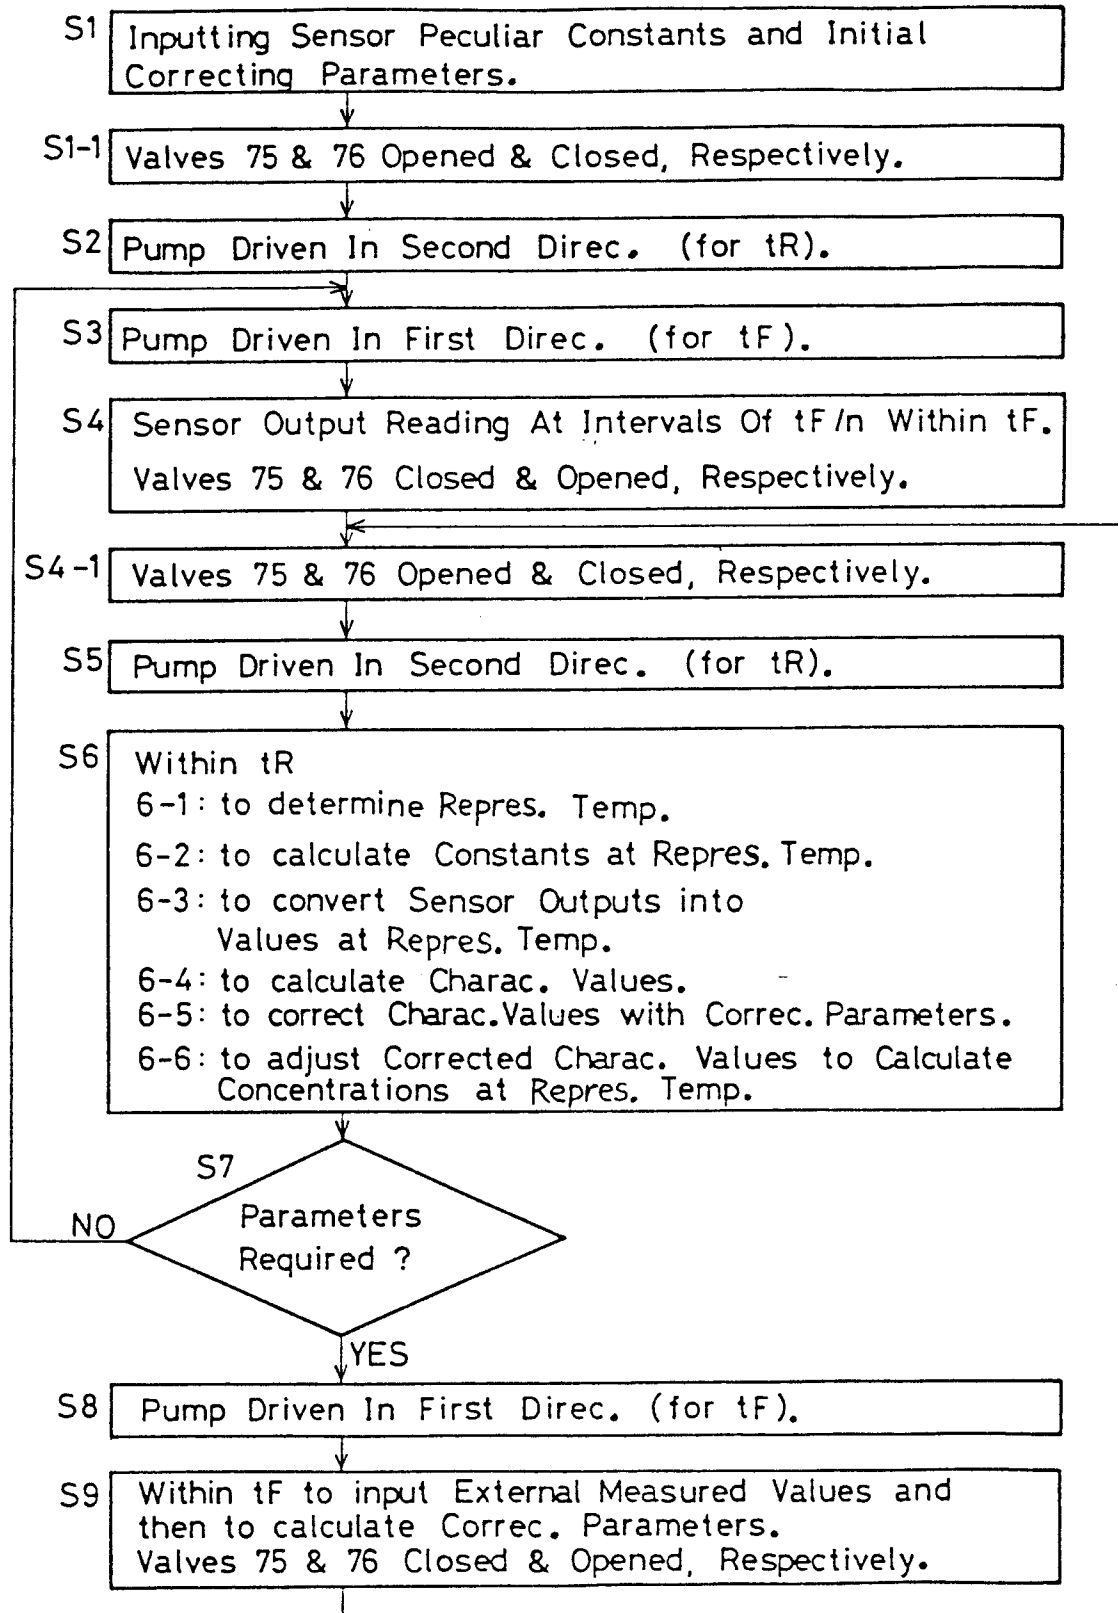 S1
Inputting Sensor Peculiar Constants and Initial
Correcting Parameters.
S1-1
Valves 75 & 76 Opened & Closed, Respectively.
S2
Pump Driven In Second Direc. (for tR).
S3
Pump Driven In First Direc. (for tF).
S4
Sensor Output Reading At Intervals Of tF/n Within tF.
Valves 75 & 76 Closed & Opened, Respectively.
S4-1
Valves 75 & 76 Opened & Closed, Respectively.
S5
Pump Driven In Second Direc. (for tR).
S6
Within tR
6-1: to determine Repres. Temp.
6-2: to calculate Constants at Repres. Temp.
6-3: to convert Sensor Outputs into
Values at Repres. Temp.
6-4: to calculate Charac. Values.
6-5: to correct Charac. Values with Correc. Parameters.
6-6: to adjust Corrected Charac. Values to Calculate
Concentrations at Repres. Temp.
S7
Parameters
Required ?
NO
YES
S8
Pump Driven In First Direc. (for tF).
S9
Within tF to input External Measured Values and
then to calculate Correc. Parameters.
Valves 75 & 76 Closed & Opened, Respectively.